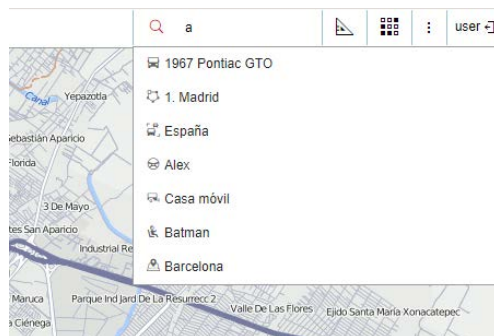 a
user
1967 Pontiac GTO
1. Madrid
España
Alex
Casa móvil
Batman
Barcelona
Canal
Yepazotla
Sebastián Aparicio
Florida
3 De Mayo
tes San Aparicio
Industrial Re
Maruca
Parque Ind Jard De La Resurrecc 2
Valle De Las Flores
Ejido Santa María Xonacatepec
a Ciénega